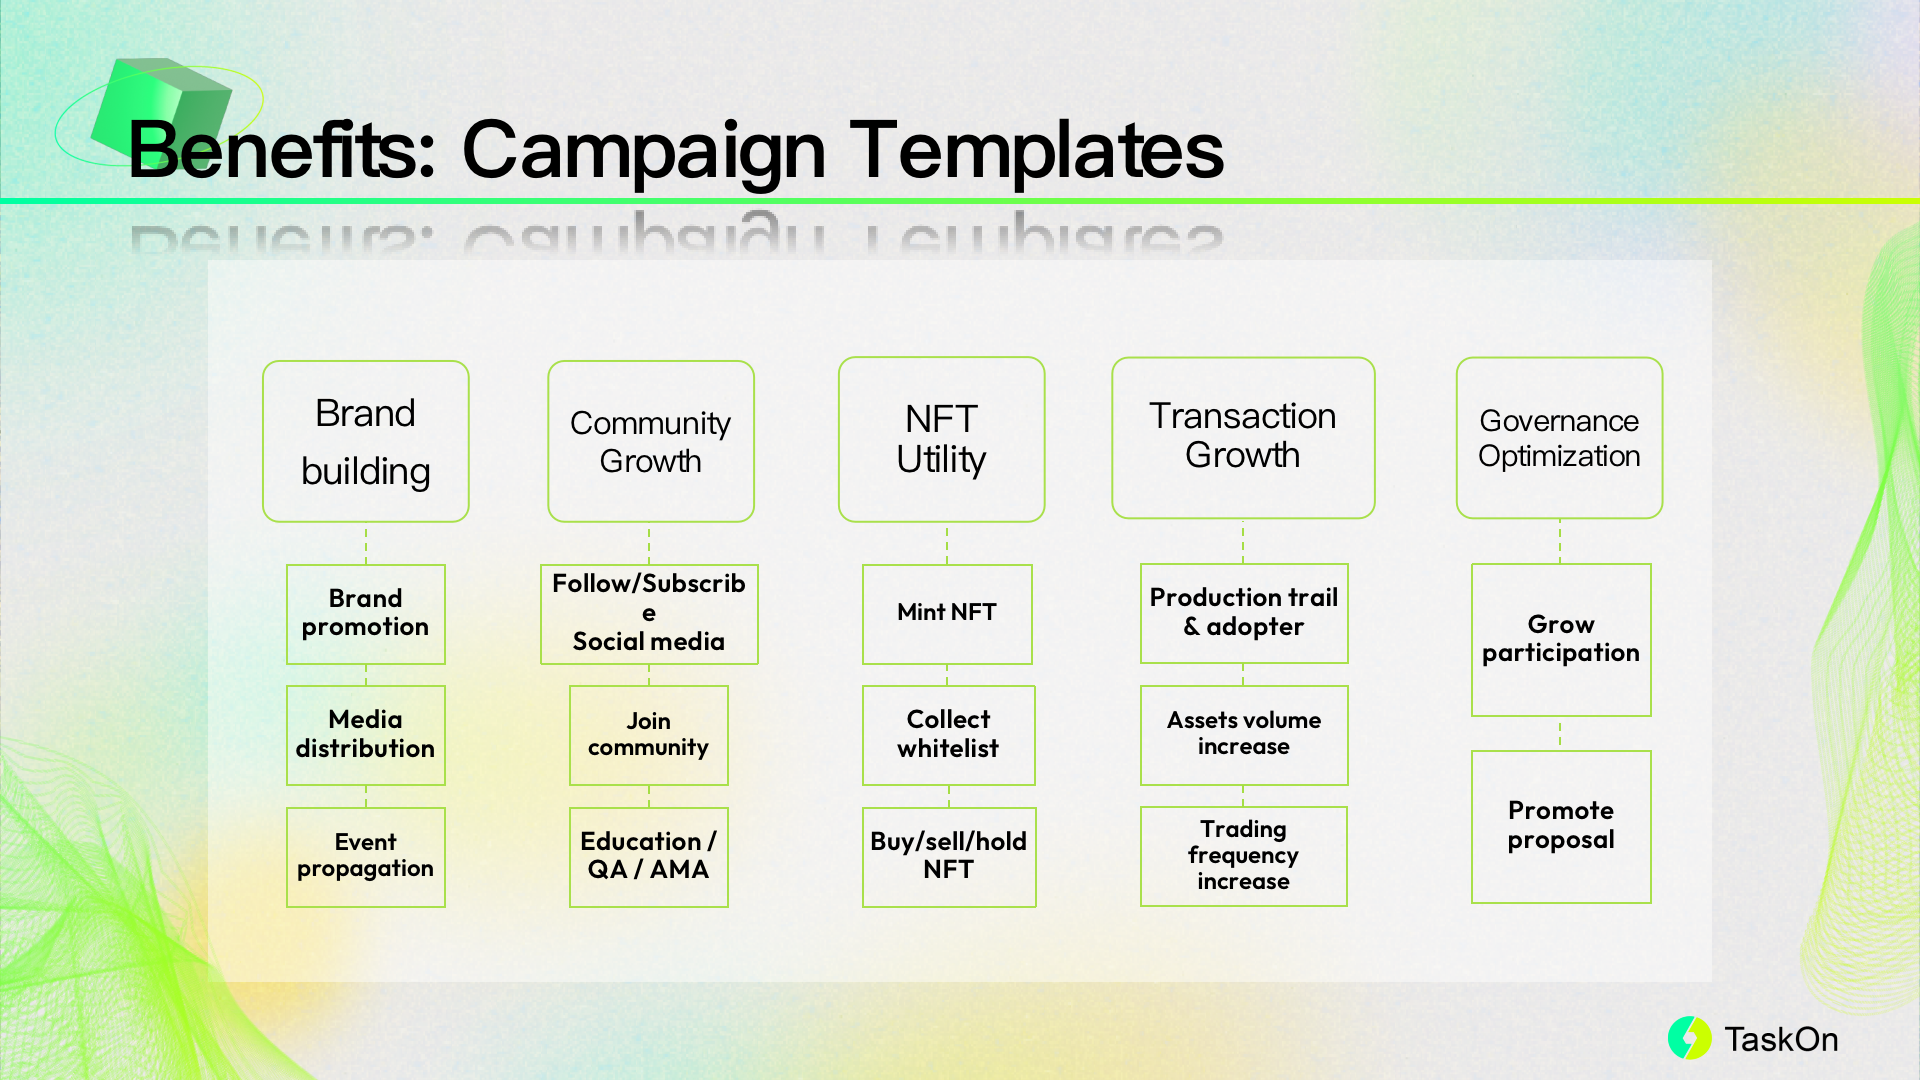 Benefits: Campaign Templates
Brand
building
Brand
promotion
Media
distribution
Event
propagation
Community
Growth
Follow/Subscrib
e
Social media
Join
community
Education /
QA / AMA
NFT
Utility
Mint NFT
Collect
whitelist
Buy/sell/hold
NFT
Transaction
Growth
Production trail
& adopter
Assets volume
increase
Trading
frequency
increase
Governance
Optimization
Grow
participation
Promote
proposal
TaskOn